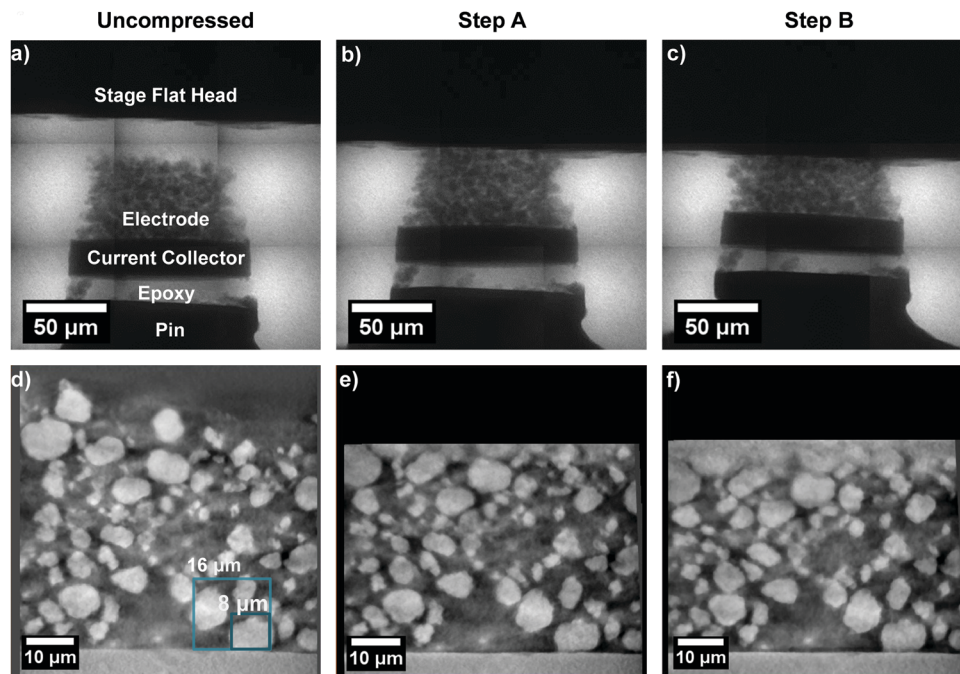 Uncompressed
Step A
Step B
a)
b)
c)
Stage Flat Head
Electrode
Current Collector
Epoxy
Pin
50 µm
50 µm
50 µm
d)
e)
f)
16 µm
8 µm
10 µm
10 µm
10 µm